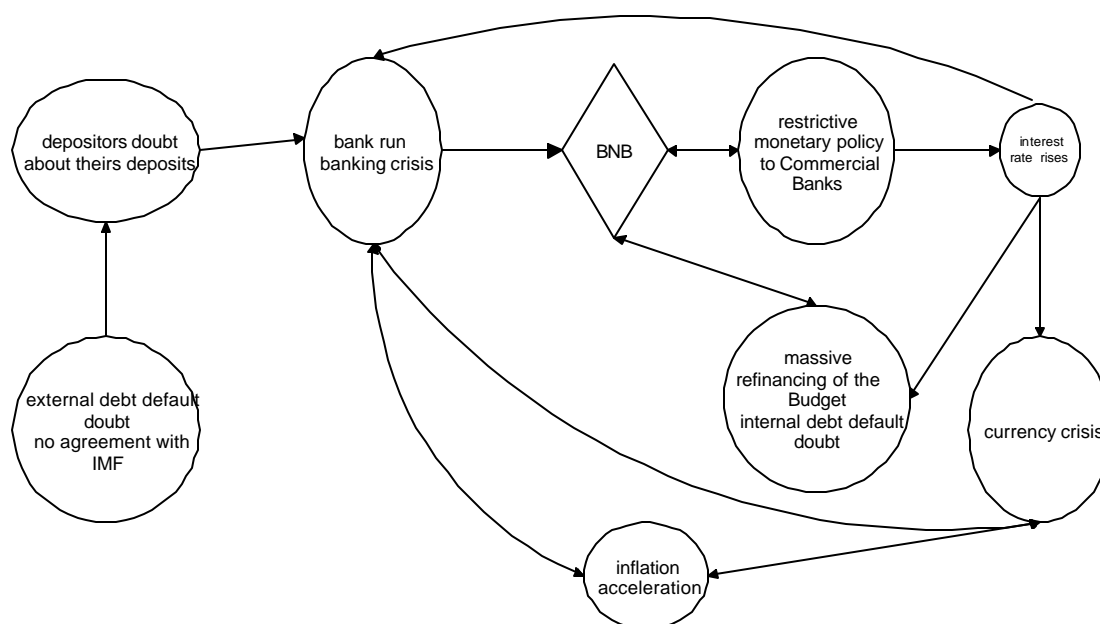 depositors doubt
about theirs deposits
bank run
banking crisis
BNB
restrictive
monetary policy
to Commercial
Banks
interest
rate rises
external debt default
doubt
no agreement with
IMF
massive
refinancing of the
Budget
internal debt default
doubt
currency crisis
inflation
acceleration